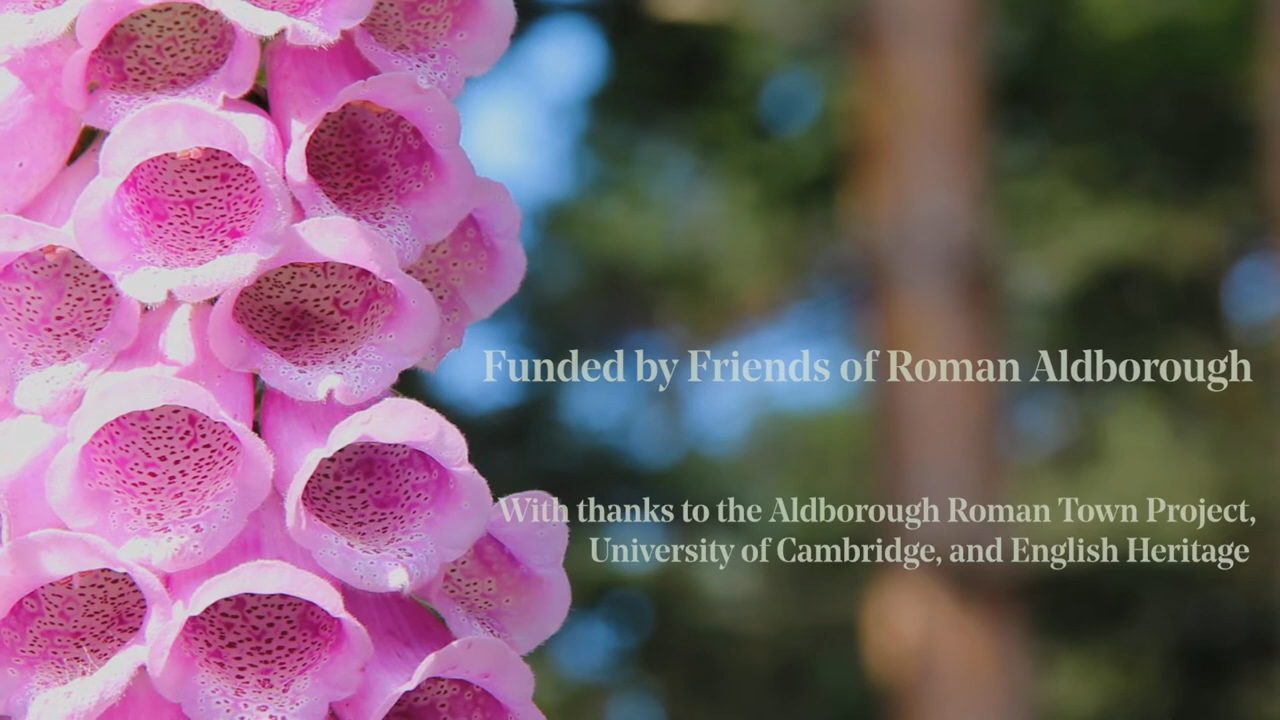 Funded by Friends of Roman Aldborough
With thanks to the Aldborough Roman Town Project,
University of Cambridge, and English Heritage